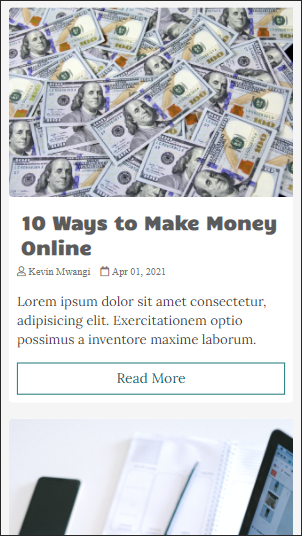 10 Ways to Make Money
Online
Kevin Mwangi Apr 01, 2021
Lorem ipsum dolor sit amet consectetur,
adipisicing elit. Exercitationem optio
possimus a inventore maxime laborum.
Read More